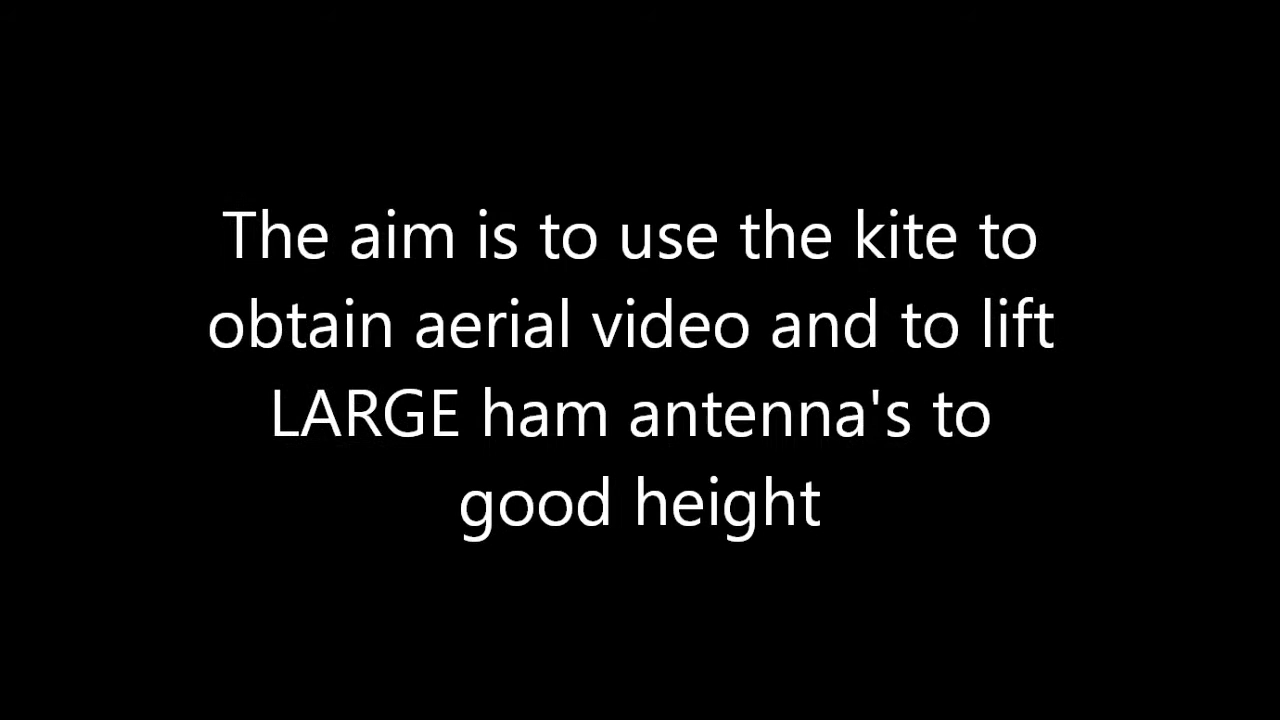 The aim is to use the kite to
obtain aerial video and to lift
LARGE ham antenna's to
good height